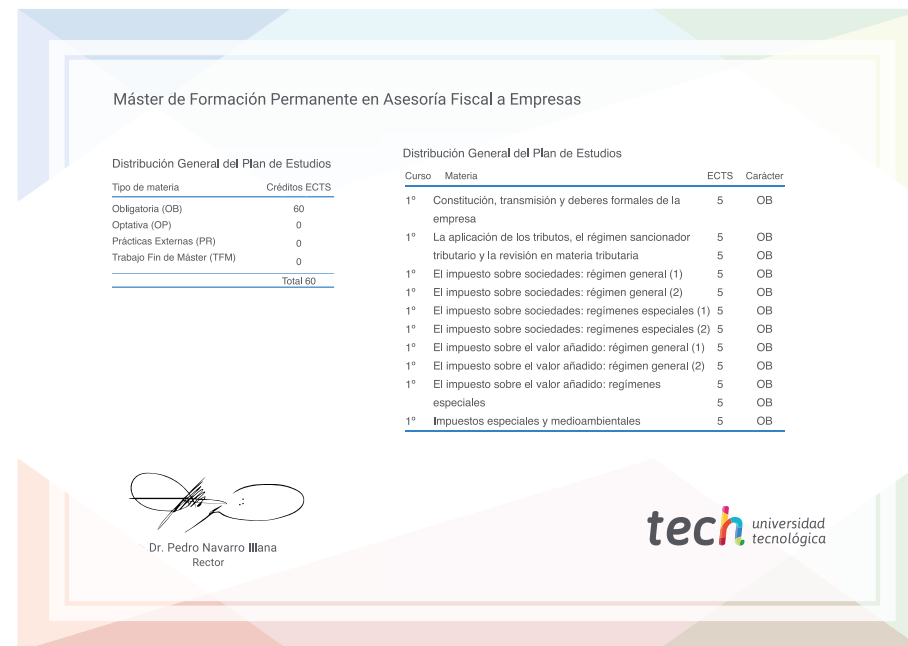 Máster de Formación Permanente en Asesoría Fiscal a Empresas
Distribución General del Plan de Estudios
Tipo de materia Créditos ECTS
Obligatoria (OB) 60
Optativa (OP) 0
Prácticas Externas (PR) 0
Trabajo Fin de Máster (TFM) 0
Total 60
Distribución General del Plan de Estudios
Curso Materia ECTS Carácter
1º Constitución, transmisión y deberes formales de la 5 OB
empresa
1º La aplicación de los tributos, el régimen sancionador 5 OB
tributario y la revisión en materia tributaria 5 OB
1º El impuesto sobre sociedades: régimen general (1) 5 OB
1º El impuesto sobre sociedades: régimen general (2) 5 OB
1º El impuesto sobre sociedades: regímenes especiales (1) 5 OB
1º El impuesto sobre sociedades: regímenes especiales (2) 5 OB
1º El impuesto sobre el valor añadido: régimen general (1) 5 OB
1º El impuesto sobre el valor añadido: régimen general (2) 5 OB
1º El impuesto sobre el valor añadido: regímenes 5 OB
especiales 5 OB
1º Impuestos especiales y medioambientales 5 OB
Dr. Pedro Navarro Illana
Rector
tech universidad
tecnológica